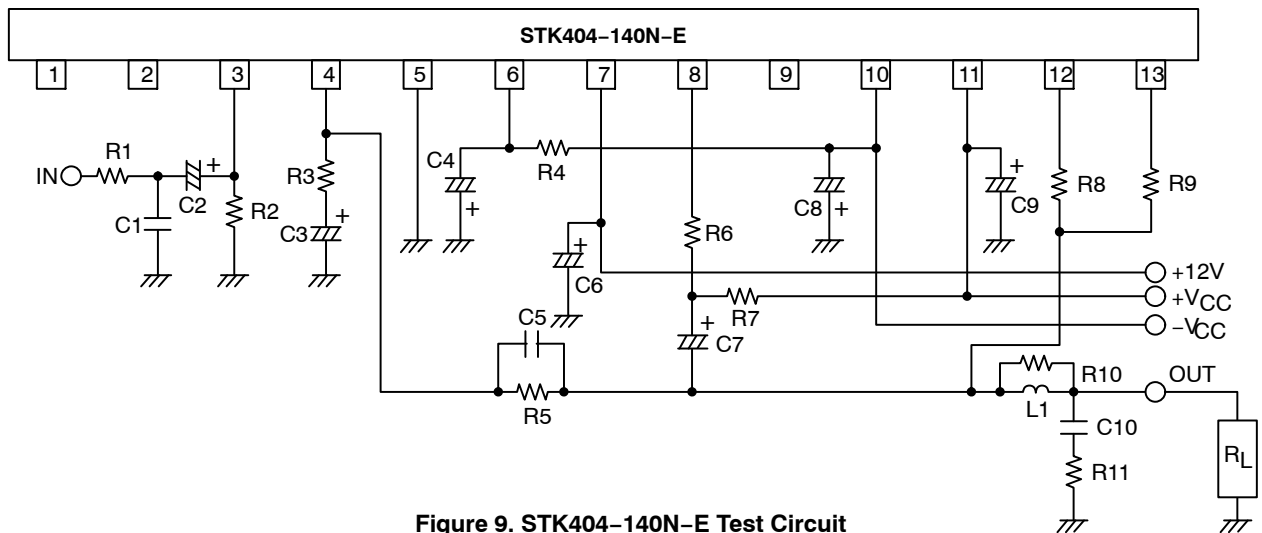 STK404−140N−E
1 2 3 4 5 6 7 8 9 10 11 12 13
IN
R1
C1
C2
+
R2
R3
C3
+
C4
+
R4
C5
R5
C6
+
R6
R7
C7
+
C8
+
C9
+
R8
R9
+12V
+VCC
−VCC
R10
OUT
L1
C10
R11
RL
Figure 9. STK404−140N−E Test Circuit